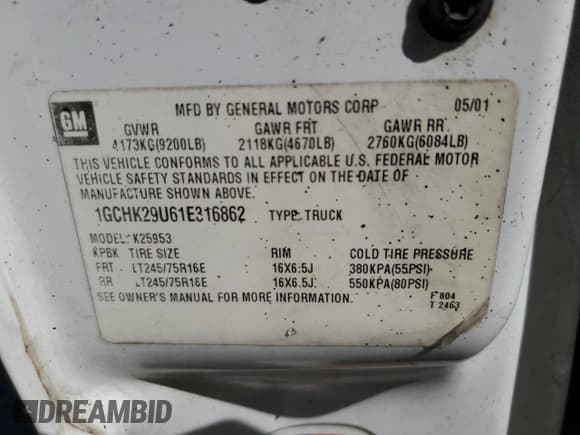 GM
MFD BY GENERAL MOTORS CORP 05/01
GVWR GAWR FRT GAWR RR
4173KG(9200LB) 2118KG(4670LB) 2760KG(6084LB)
THIS VEHICLE CONFORMS TO ALL APPLICABLE U.S. FEDERAL MOTOR
VEHICLE SAFETY STANDARDS IN EFFECT ON THE DATE OF
MANUFACTURE SHOWN ABOVE.
1GCHK29U61E316862 TYPE: TRUCK
MODEL: K25953
KPBK TIRE SIZE RIM COLD TIRE PRESSURE
FRT LT245/75R16E 16X6.5J 380KPA(55PSI)
RR LT245/75R16E 16X6.5J 550KPA(80PSI)
SEE OWNER'S MANUAL FOR MORE INFORMATION.
F 804
T 2463
DREAMBID